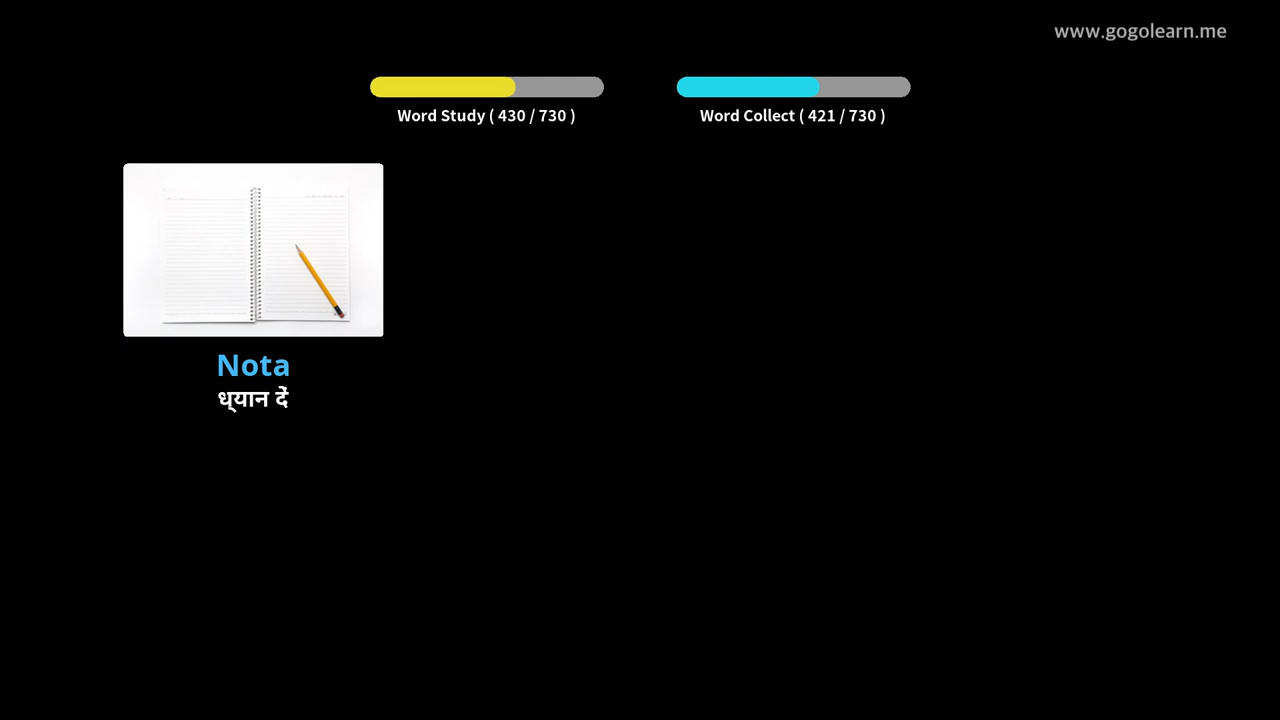 www.gogolearn.me
Word Study ( 430 / 730 )
Word Collect ( 421 / 730 )
Nota
ध्यान दें